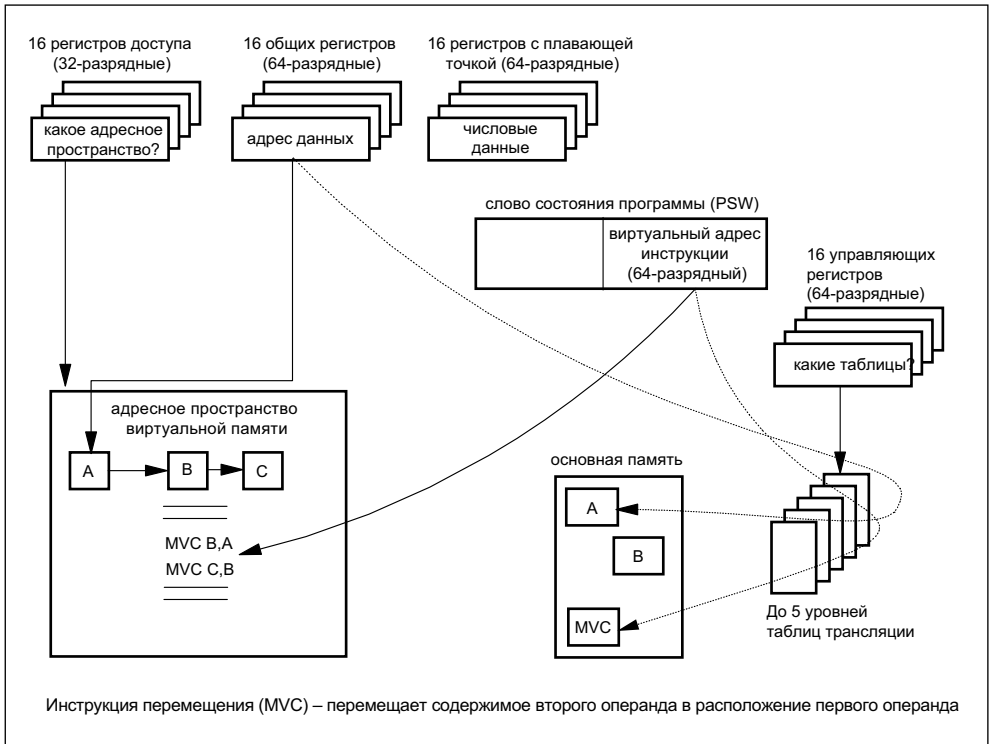 16 регистров доступа
(32-разрядные)
16 общих регистров
(64-разрядные)
16 регистров с плавающей
точкой (64-разрядные)
какое адресное
пространство?
адрес данных
числовые
данные
слово состояния программы (PSW)
виртуальный адрес
инструкции
(64-разрядный)
16 управляющих
регистров
(64-разрядные)
какие таблицы?
адресное пространство
виртуальной памяти
A
B
C
MVC B,A
MVC C,B
основная память
A
B
MVC
До 5 уровней
таблиц трансляции
Инструкция перемещения (MVC) – перемещает содержимое второго операнда в расположение первого операнда